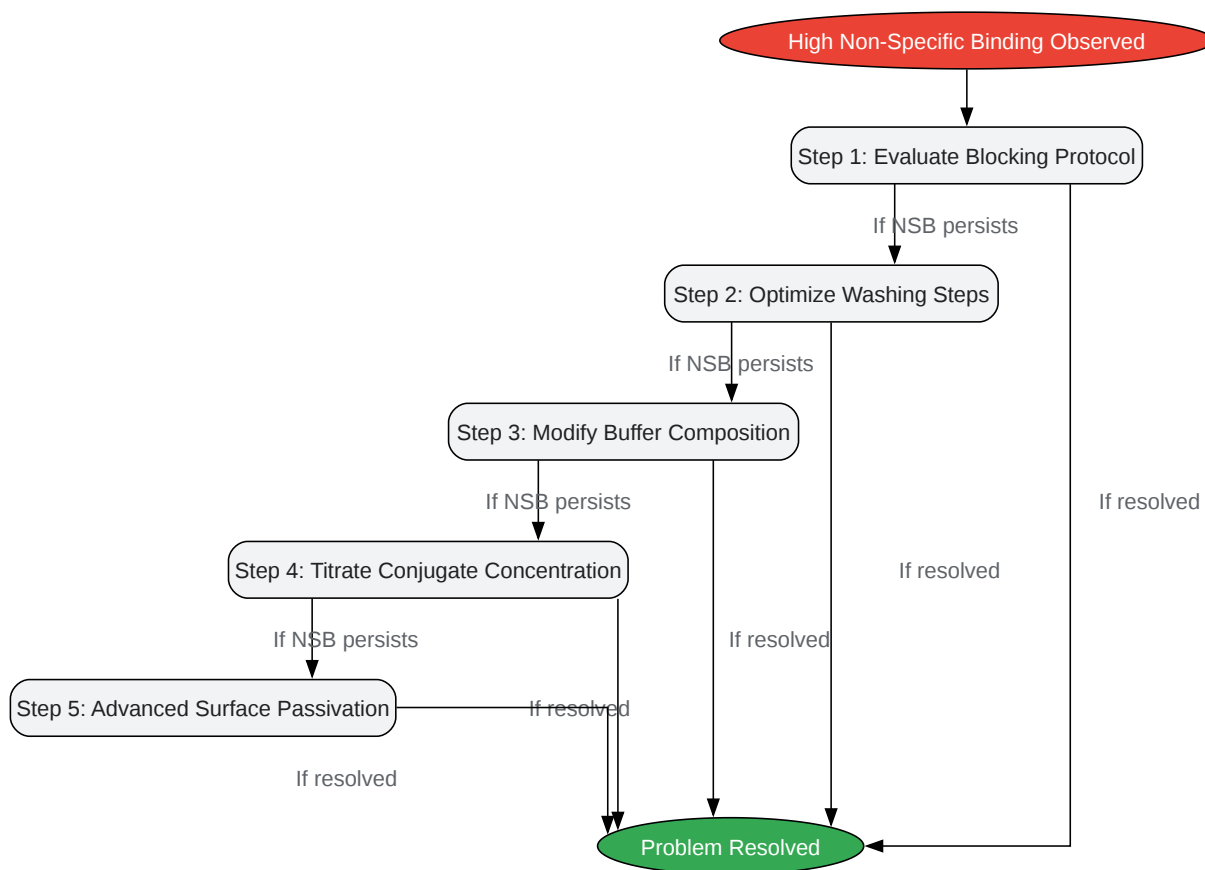 High Non-Specific Binding Observed
Step 1: Evaluate Blocking Protocol
If NSB persists
Step 2: Optimize Washing Steps
If NSB persists
Step 3: Modify Buffer Composition
If NSB persists
If resolved
Step 4: Titrate Conjugate Concentration
If resolved
If NSB persists
If resolved
Step 5: Advanced Surface Passivation
If resolved
If resolved
Problem Resolved